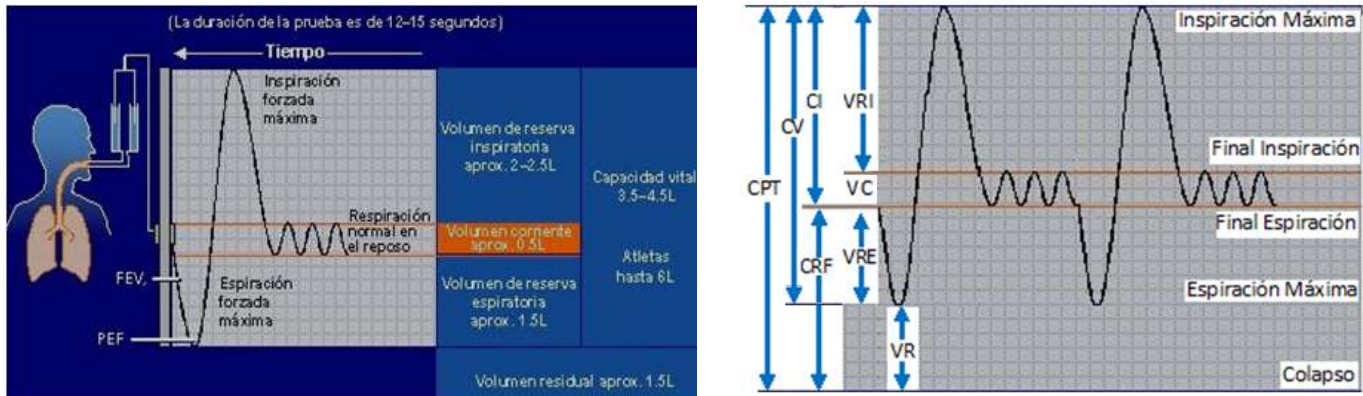 (La duración de la prueba es de 12–15 segundos)
Tiempo
Inspiración
forzada
máxima
Respiración
normal en
el reposo
Espiración
forzada
máxima
FEV,
PEF
Volumen de reserva
inspiratoria
aprox. 2–2.5L
Volumen corriente
aprox. 0.5L
Volumen de reserva
espiratoria
aprox. 1.5L
Capacidad vital
3.5–4.5L
Atletas
hasta 6L
Volumen residual aprox. 1.5L
CPT
CV
CI
VRI
VC
CRF
VRE
VR
Inspiración Máxima
Final Inspiración
Final Espiración
Espiración Máxima
Colapso